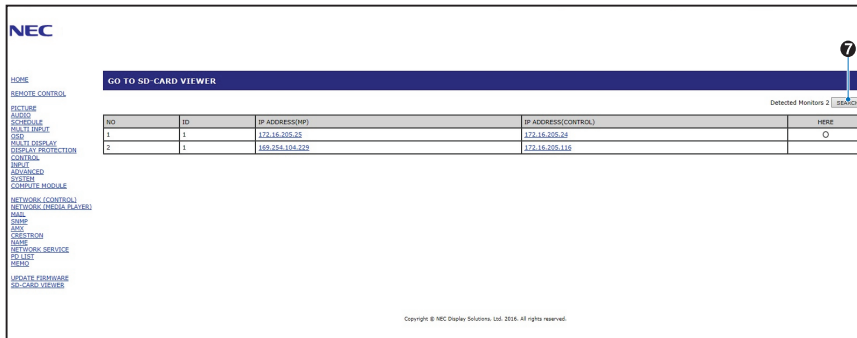 NEC
7
HOME
REMOTE CONTROL
PICTURE
AUDIO
SCHEDULE
MULTI INPUT
OSD
MULTI DISPLAY
DISPLAY PROTECTION
CONTROL
INPUT
ADVANCED
SYSTEM
COMPUTE MODULE
NETWORK (CONTROL)
NETWORK (MEDIA PLAYER)
MAIL
SNMP
AMX
CRESTRON
NAME
NETWORK SERVICE
PD LIST
MEMO
UPDATE FIRMWARE
SD-CARD VIEWER
GO TO SD-CARD VIEWER
Detected Monitors 2 SEARCH
NO ID IP ADDRESS(MP) IP ADDRESS(CONTROL) HERE
1 1 172.16.205.25 172.16.205.24 O
2 1 169.254.104.229 172.16.205.116
Copyright © NEC Display Solutions, Ltd. 2016. All rights reserved.